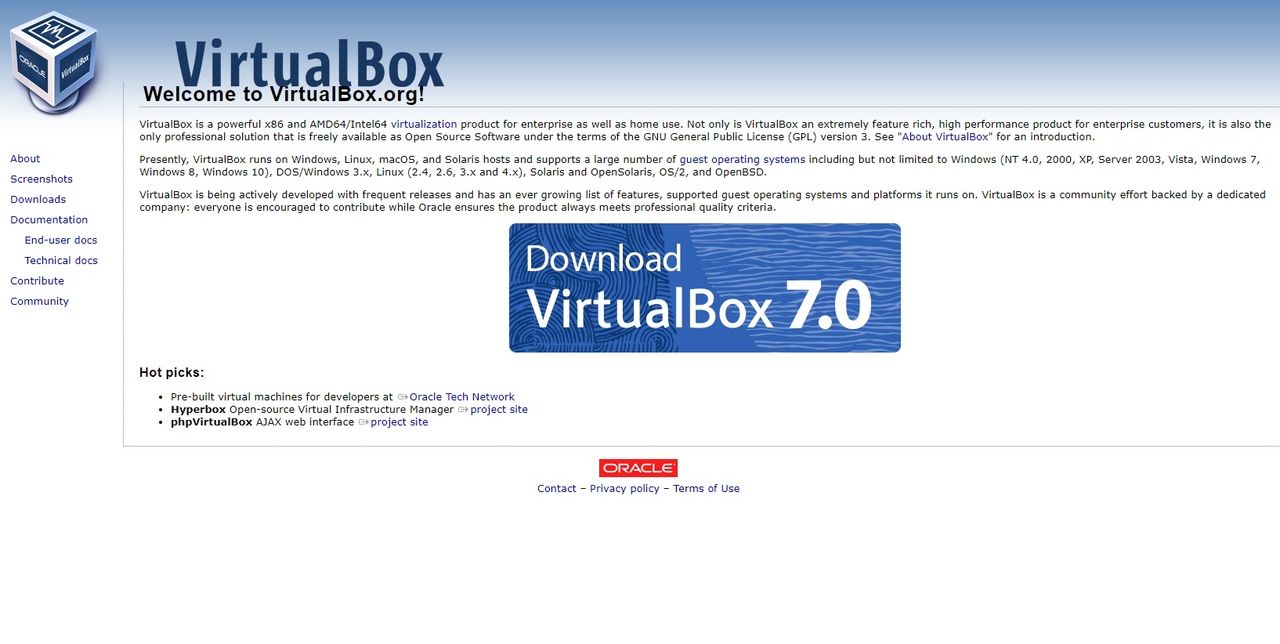 ORACLE
VirtualBox
VirtualBox
Welcome to VirtualBox.org!
VirtualBox is a powerful x86 and AMD64/Intel64 virtualization product for enterprise as well as home use. Not only is VirtualBox an extremely feature rich, high performance product for enterprise customers, it is also the
only professional solution that is freely available as Open Source Software under the terms of the GNU General Public License (GPL) version 3. See "About VirtualBox" for an introduction.
Presently, VirtualBox runs on Windows, Linux, macOS, and Solaris hosts and supports a large number of guest operating systems including but not limited to Windows (NT 4.0, 2000, XP, Server 2003, Vista, Windows 7,
Windows 8, Windows 10), DOS/Windows 3.x, Linux (2.4, 2.6, 3.x and 4.x), Solaris and OpenSolaris, OS/2, and OpenBSD.
VirtualBox is being actively developed with frequent releases and has an ever growing list of features, supported guest operating systems and platforms it runs on. VirtualBox is a community effort backed by a dedicated
company: everyone is encouraged to contribute while Oracle ensures the product always meets professional quality criteria.
About
Screenshots
Downloads
Documentation
End-user docs
Technical docs
Contribute
Community
Download
VirtualBox 7.0
Hot picks:
• Pre-built virtual machines for developers at Oracle Tech Network
• Hyperbox Open-source Virtual Infrastructure Manager project site
• phpVirtualBox AJAX web interface project site
ORACLE
Contact – Privacy policy – Terms of Use